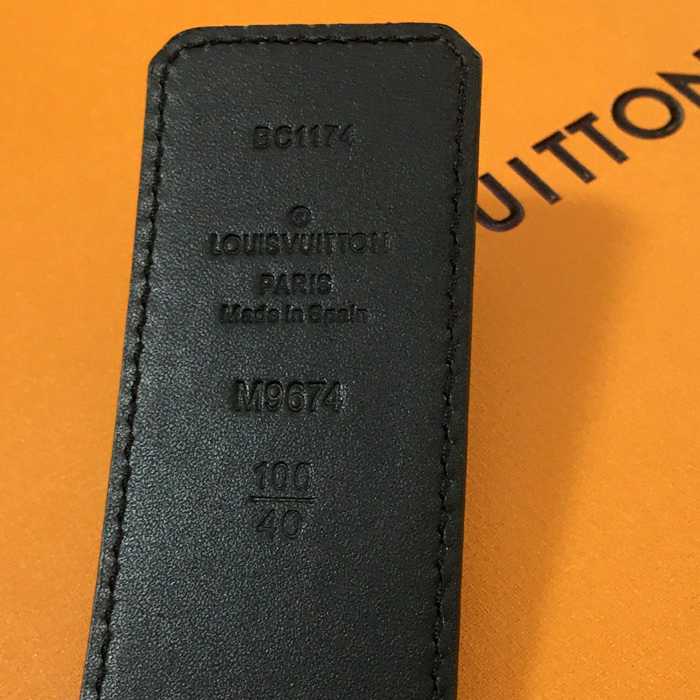 BC1174
®
LOUISVUITTON
PARIS
Made in Spain
M9674
100
40
UITTON